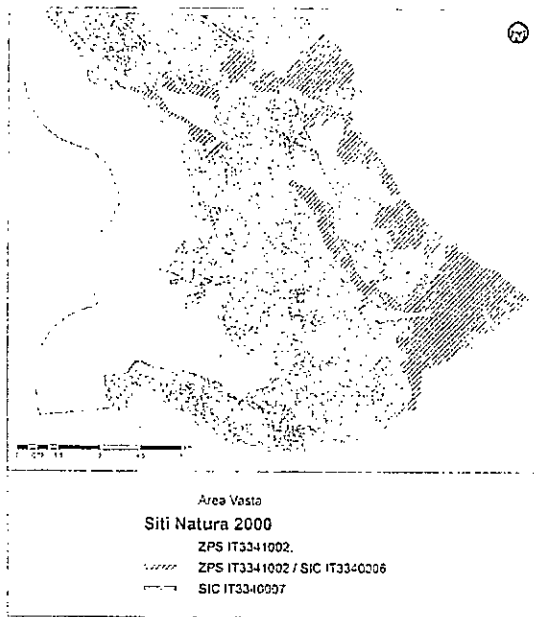 Area Vasta
Siti Natura 2000
ZPS IT3341002.
ZPS IT3341002 / SIC IT3340006
SIC IT3340007